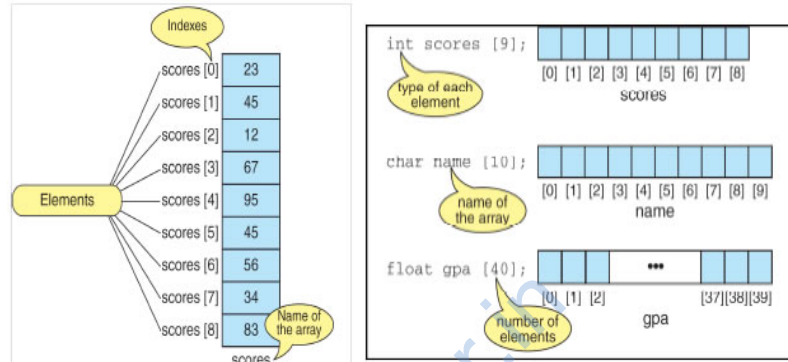 Indexes
scores [0] 23
scores [1] 45
scores [2] 12
scores [3] 67
Elements scores [4] 95
scores [5] 45
scores [6] 56
scores [7] 34
scores [8] 83
Name of
the array
scores
int scores [9];
[0] [1] [2] [3] [4] [5] [6] [7] [8]
type of each
element
scores
char name [10];
[0] [1] [2] [3] [4] [5] [6] [7] [8] [9]
name of
the array
name
float gpa [40];
•••
[0] [1] [2] [37][38][39]
number of
elements
gpa